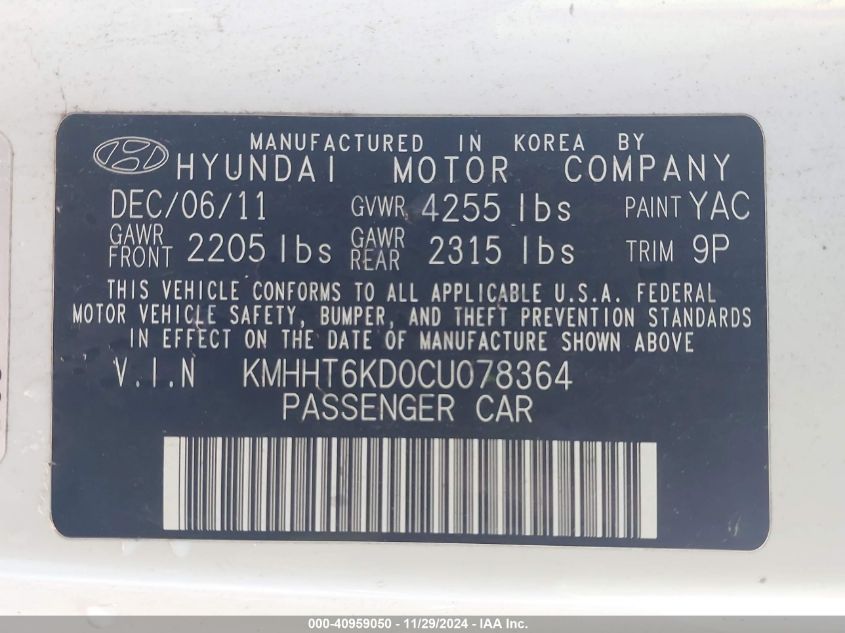 MANUFACTURED IN KOREA BY
HYUNDAI MOTOR COMPANY
DEC/06/11 GVWR 4255 lbs PAINT YAC
GAWR FRONT 2205 lbs GAWR REAR 2315 lbs TRIM 9P
THIS VEHICLE CONFORMS TO ALL APPLICABLE U.S.A. FEDERAL
MOTOR VEHICLE SAFETY, BUMPER, AND THEFT PREVENTION STANDARDS
IN EFFECT ON THE DATE OF MANUFACTURE SHOWN ABOVE
V.I.N KMHHT6KD0CU078364
PASSENGER CAR
000-40959050 - 11/29/2024 - IAA Inc.